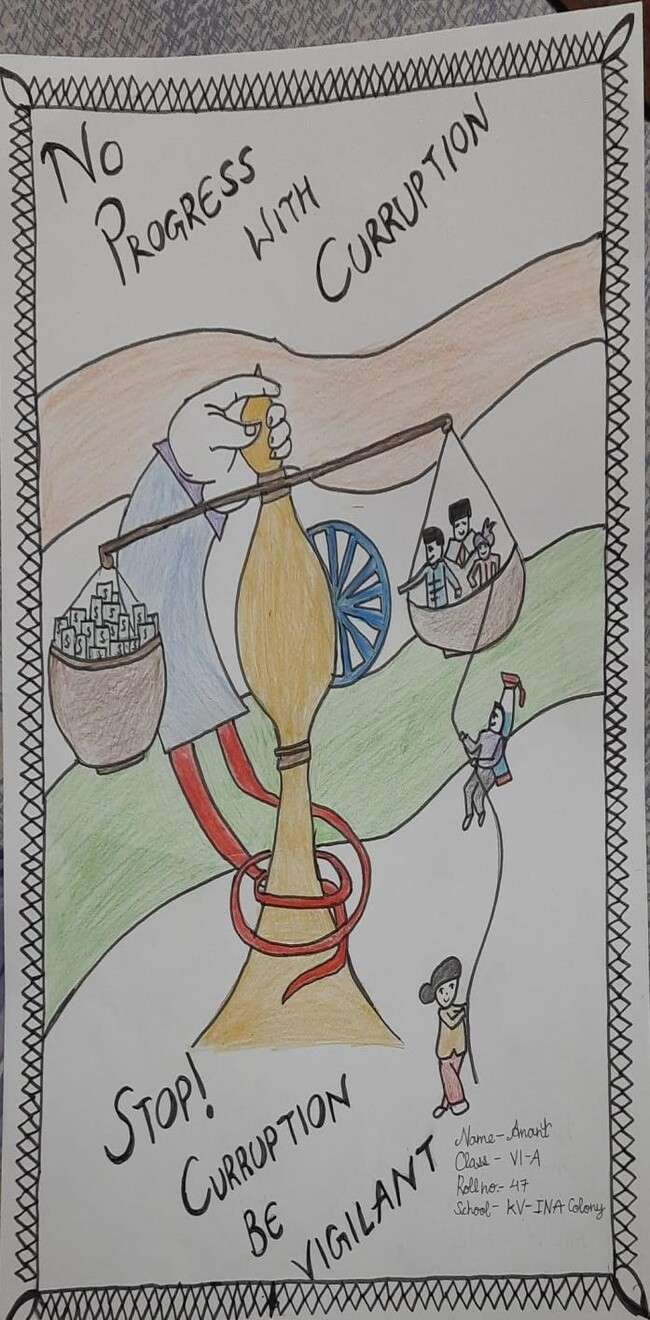 NO
PROGRESS
WITH
CURRUPTION
$ $ $ $ $ $ $ $ $ $ $
STOP!
CURRUPTION
BE
VIGILANT
Name - Anant
Class - VI-A
Roll no:- 47
School - KV-INA Colony